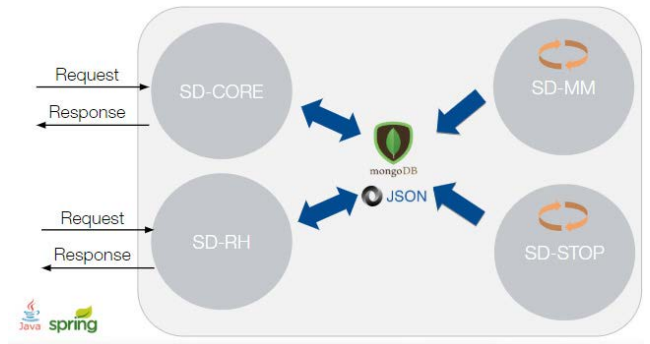 Request
Response
SD-CORE
SD-MM
mongoDB
JSON
Request
Response
SD-RH
SD-STOP
Java
spring